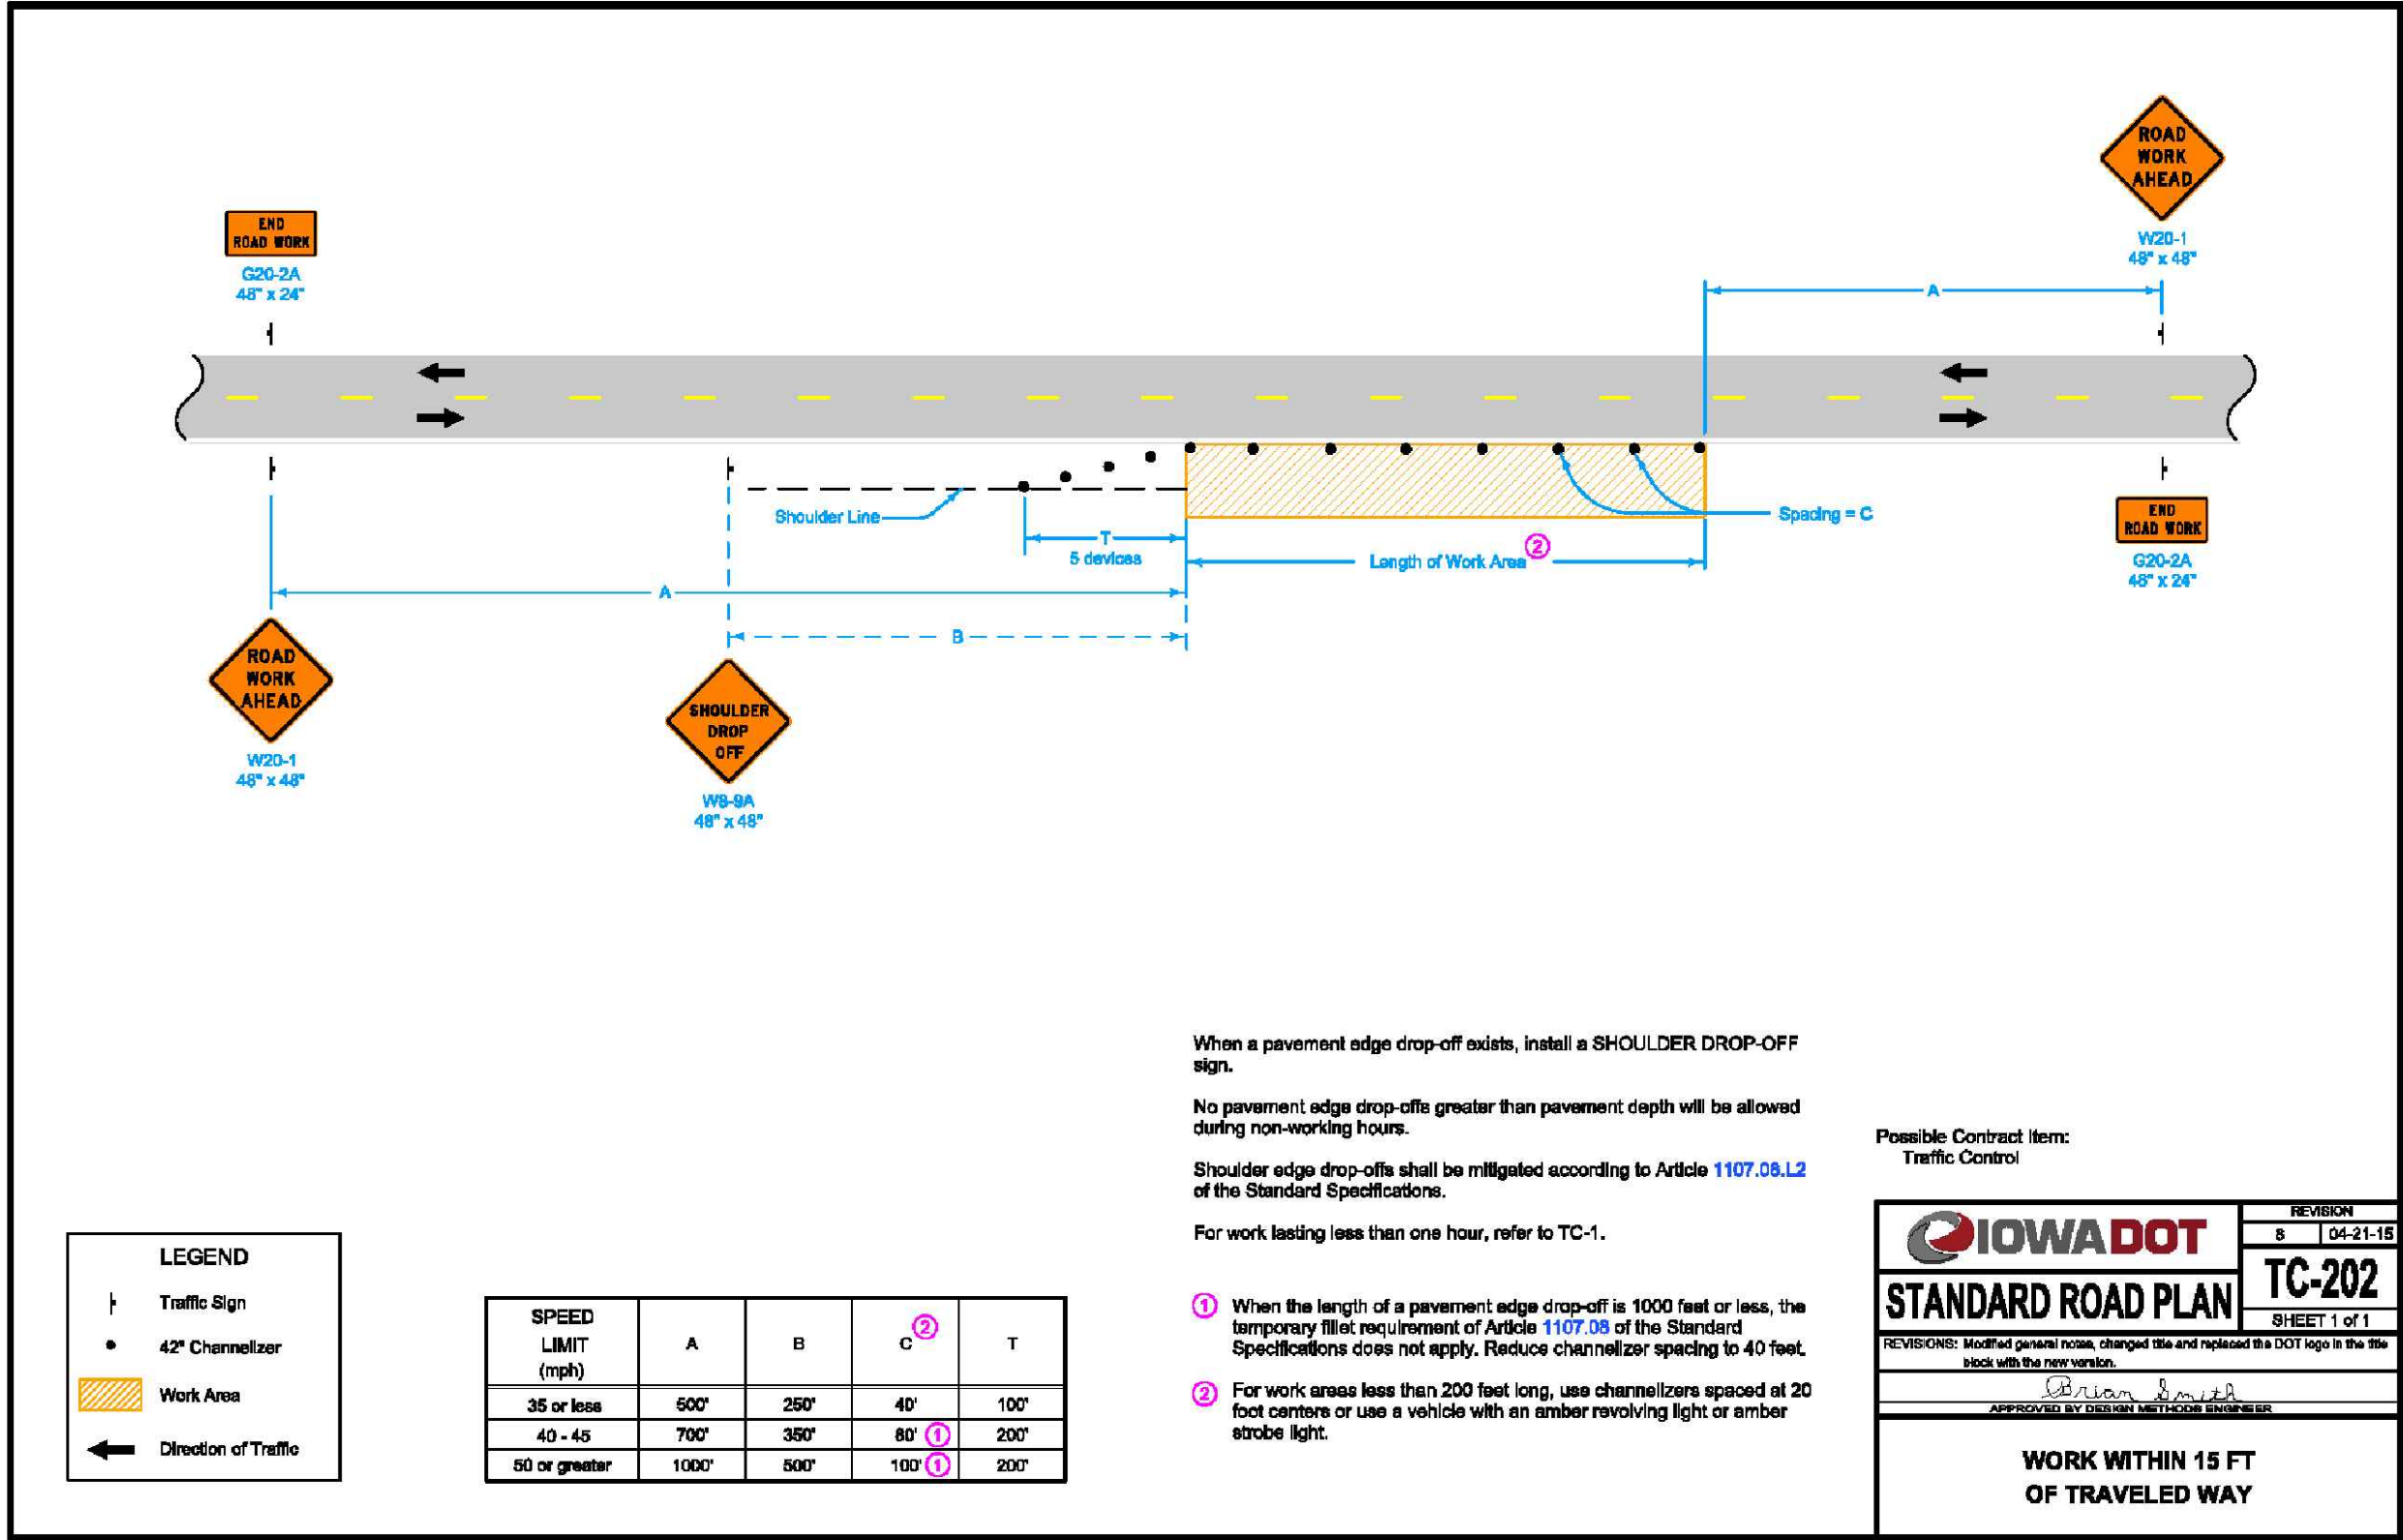 ROAD
WORK
AHEAD
W20-1
48" x 48"
END
ROAD WORK
G20-2A
48" x 24"
A
Shoulder Line
T
5 devices
Length of Work Area ②
Spacing = C
END
ROAD WORK
G20-2A
48" x 24"
A
B
ROAD
WORK
AHEAD
W20-1
48" x 48"
SHOULDER
DROP
OFF
W8-9A
48" x 48"
When a pavement edge drop-off exists, install a SHOULDER DROP-OFF
sign.
No pavement edge drop-offs greater than pavement depth will be allowed
during non-working hours.
Shoulder edge drop-offs shall be mitigated according to Article 1107.08.L2
of the Standard Specifications.
For work lasting less than one hour, refer to TC-1.
① When the length of a pavement edge drop-off is 1000 feet or less, the
temporary fillet requirement of Article 1107.08 of the Standard
Specifications does not apply. Reduce channelizer spacing to 40 feet.
② For work areas less than 200 feet long, use channelizers spaced at 20
foot centers or use a vehicle with an amber revolving light or amber
strobe light.
Possible Contract Item:
Traffic Control
LEGEND
Traffic Sign
42" Channelizer
Work Area
Direction of Traffic
SPEED
LIMIT
(mph) A B C ② T
35 or less 500' 250' 40' 100'
40 - 45 700' 350' 80' ① 200'
50 or greater 1000' 500' 100' ① 200'
IOWADOT
REVISION
8 04-21-15
STANDARD ROAD PLAN
TC-202
SHEET 1 of 1
REVISIONS: Modified general notes, changed title and replaced the DOT logo in the title
block with the new version.
Brian Smith
APPROVED BY DESIGN METHODS ENGINEER
WORK WITHIN 15 FT
OF TRAVELED WAY